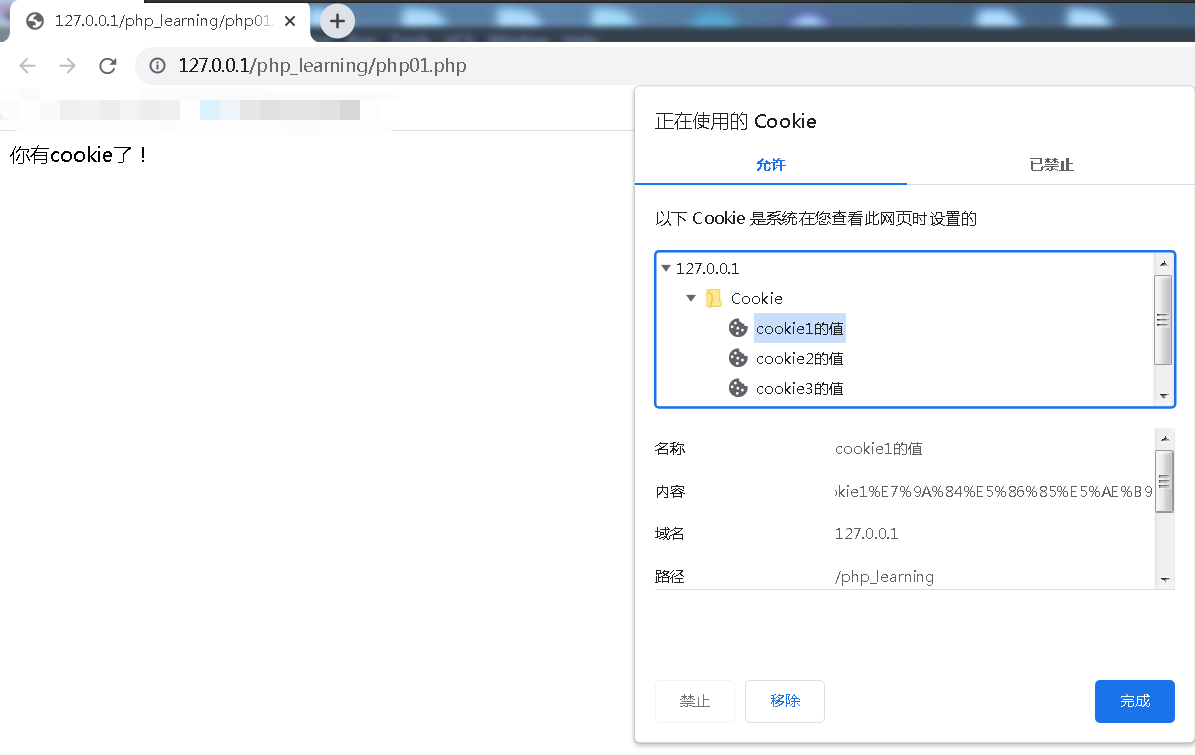 127.0.0.1/php_learning/php01.
127.0.0.1/php_learning/php01.php
你有cookie了！
正在使用的 Cookie
允许 已禁止
以下 Cookie 是系统在您查看此网页时设置的
127.0.0.1
Cookie
cookie1的值
cookie2的值
cookie3的值
名称 cookie1的值
内容 okie1%E7%9A%84%E5%86%85%E5%AE%B9
域名 127.0.0.1
路径 /php_learning
禁止 移除 完成